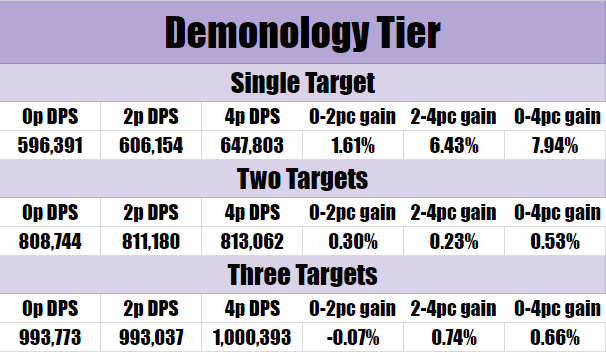 Demonology Tier
Single Target
0p DPS 2p DPS 4p DPS 0-2pc gain 2-4pc gain 0-4pc gain
596,391 606,154 647,803 1.61% 6.43% 7.94%
Two Targets
0p DPS 2p DPS 4p DPS 0-2pc gain 2-4pc gain 0-4pc gain
808,744 811,180 813,062 0.30% 0.23% 0.53%
Three Targets
0p DPS 2p DPS 4p DPS 0-2pc gain 2-4pc gain 0-4pc gain
993,773 993,037 1,000,393 -0.07% 0.74% 0.66%